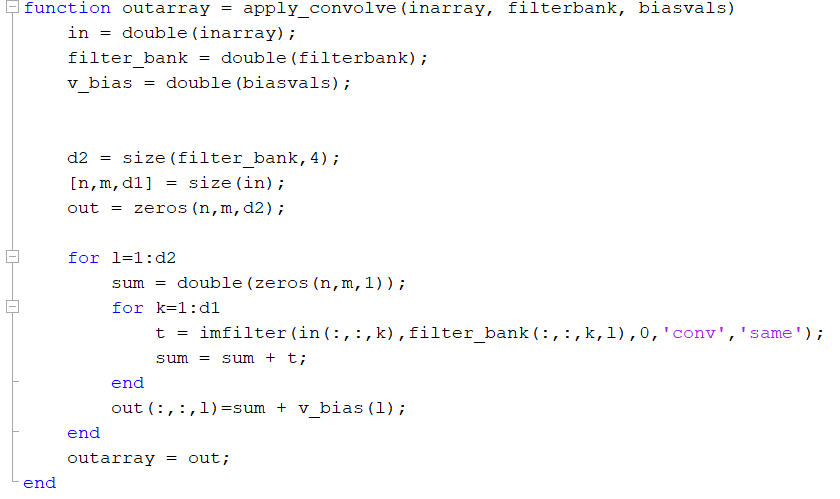 function outarray = apply_convolve(inarray, filterbank, biasvals)
    in = double(inarray);
    filter_bank = double(filterbank);
    v_bias = double(biasvals);
    d2 = size(filter_bank,4);
    [n,m,d1] = size(in);
    out = zeros(n,m,d2);
    for l=1:d2
        sum = double(zeros(n,m,1));
        for k=1:d1
            t = imfilter(in(:,:,k),filter_bank(:,:,k,l),0,'conv','same');
            sum = sum + t;
        end
        out(:,:,l)=sum + v_bias(l);
    end
    outarray = out;
end